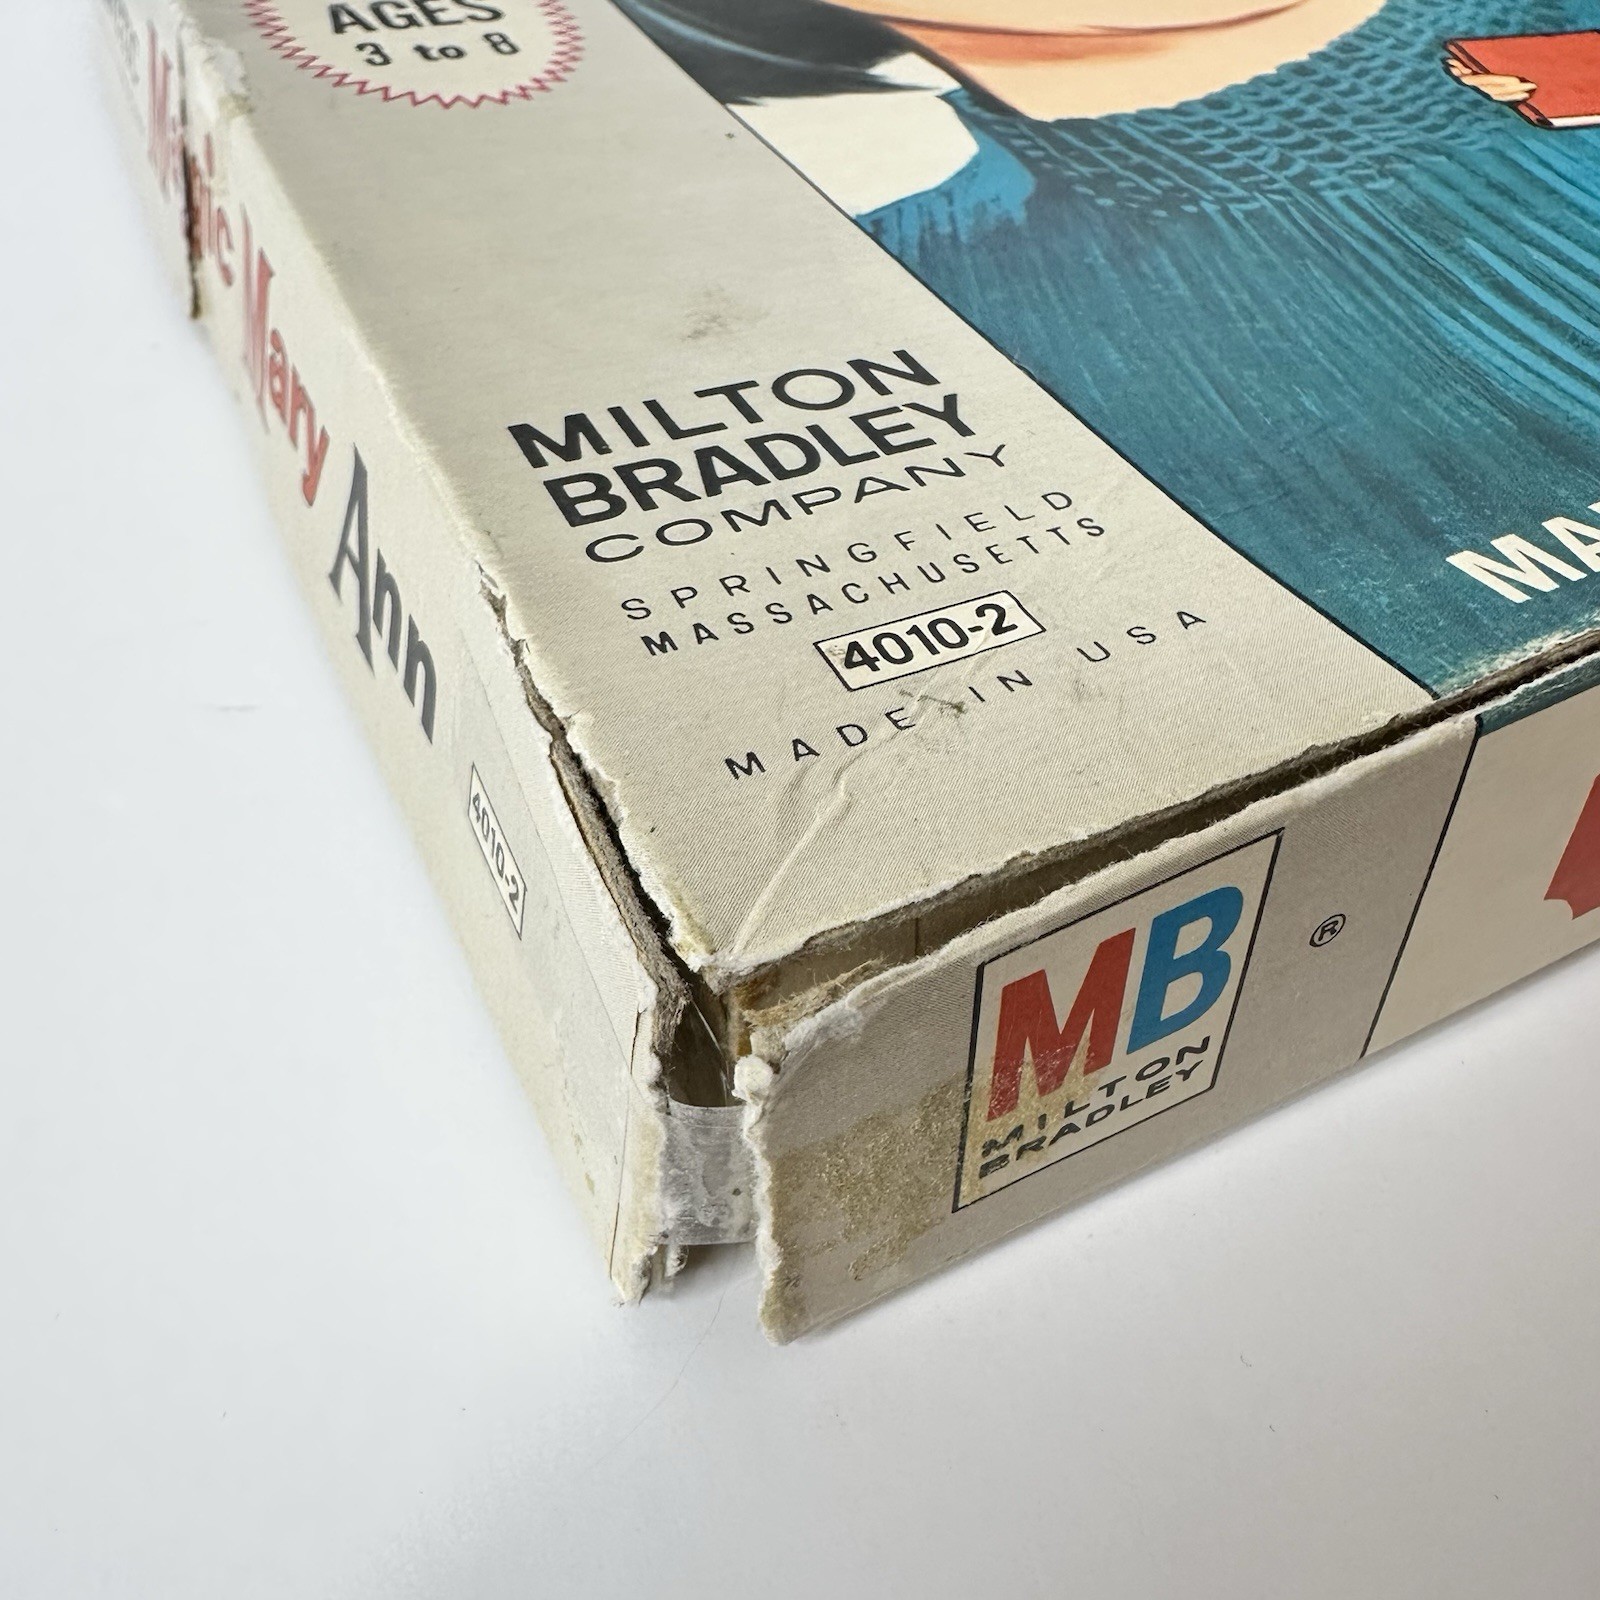 AGES
3 to 8
Magic Mary Ann
4010-2
MILTON
BRADLEY
COMPANY
SPRINGFIELD
MASSACHUSETTS
4010-2
MADE IN USA
MB
MILTON
BRADLEY
®